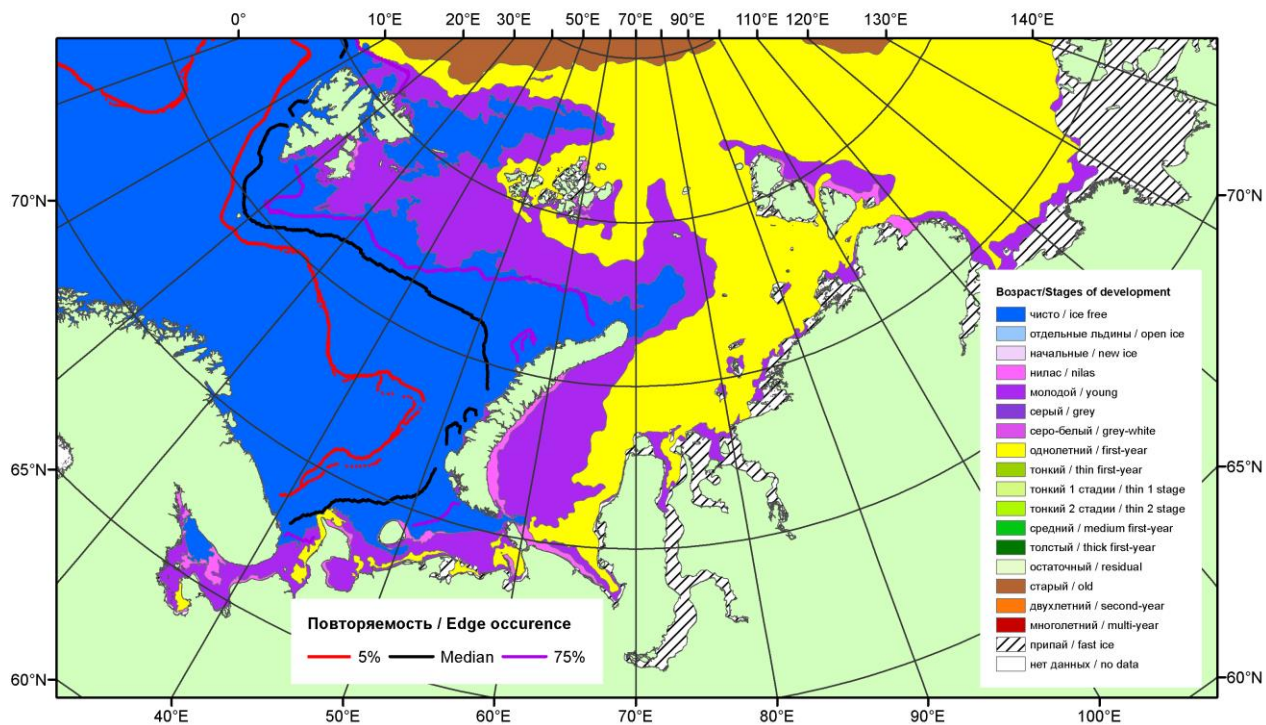 0° 10°E 20°E 30°E 50°E 70°E 90°E 110°E 120°E 130°E 140°E
70°N 70°N
65°N 65°N
60°N 60°N
Возраст/Stages of development
чисто / ice free
отдельные льдины / open ice
начальные / new ice
нилас / nilas
молодой / young
серый / grey
серо-белый / grey-white
однолетний / first-year
тонкий / thin first-year
тонкий 1 стадии / thin 1 stage
тонкий 2 стадии / thin 2 stage
средний / medium first-year
толстый / thick first-year
остаточный / residual
старый / old
двухлетний / second-year
многолетний / multi-year
припай / fast ice
нет данных / no data
Повторяемость / Edge occurence
5% Median 75%
40°E 50°E 60°E 70°E 80°E 90°E 100°E